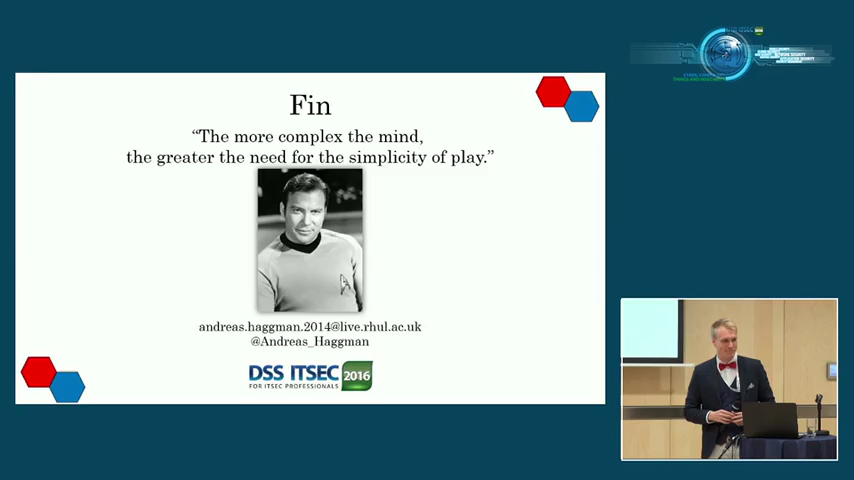 Fin
“The more complex the mind,
the greater the need for the simplicity of play.”
andreas.haggman.2014@live.rhul.ac.uk
@Andreas_Haggman
DSS ITSEC 2016
FOR ITSEC PROFESSIONALS